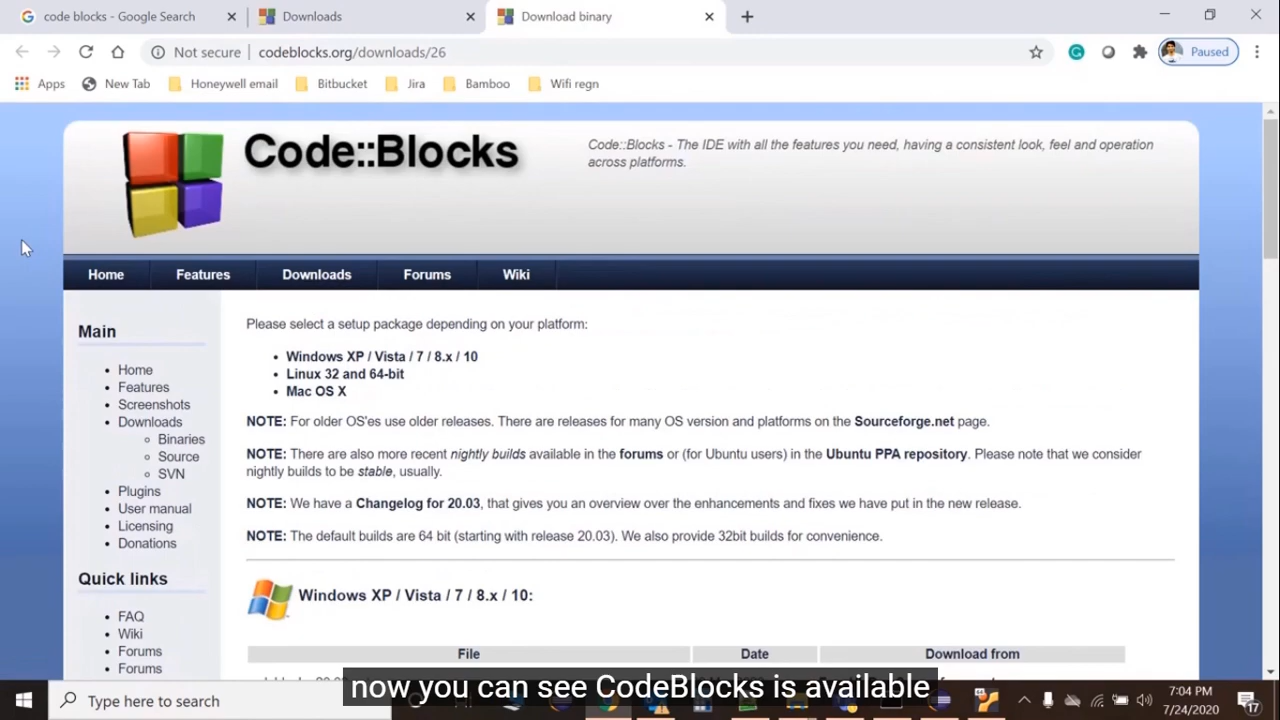 code blocks - Google Search
Downloads
Download binary
Not secure
codeblocks.org/downloads/26
Paused
Apps
New Tab
Honeywell email
Bitbucket
Jira
Bamboo
Wifi regn
Code::Blocks
Code::Blocks - The IDE with all the features you need, having a consistent look, feel and operation
across platforms.
Home
Features
Downloads
Forums
Wiki
Main
Home
Features
Screenshots
Downloads
Binaries
Source
SVN
Plugins
User manual
Licensing
Donations
Quick links
FAQ
Wiki
Forums
Forums
Please select a setup package depending on your platform:
Windows XP / Vista / 7 / 8.x / 10
Linux 32 and 64-bit
Mac OS X
NOTE: For older OS'es use older releases. There are releases for many OS version and platforms on the Sourceforge.net page.
NOTE: There are also more recent nightly builds available in the forums or (for Ubuntu users) in the Ubuntu PPA repository. Please note that we consider
nightly builds to be stable, usually.
NOTE: We have a Changelog for 20.03, that gives you an overview over the enhancements and fixes we have put in the new release.
NOTE: The default builds are 64 bit (starting with release 20.03). We also provide 32bit builds for convenience.
Windows XP / Vista / 7 / 8.x / 10:
File
Date
Download from
now you can see CodeBlocks is available
Type here to search
7:04 PM
7/24/2020
17